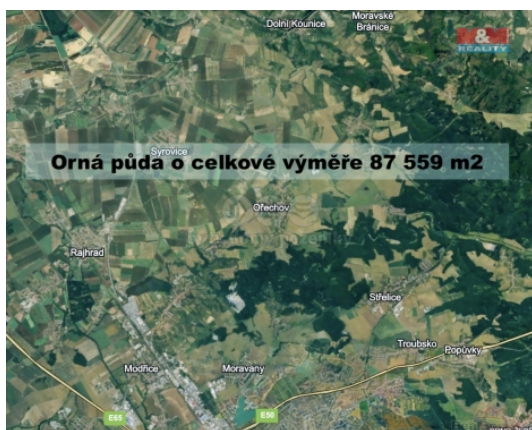 Dolní Kounice
Moravské
Bránice
M&M
REALITY
Syrovice
Orná půda o celkové výměře 87 559 m2
Ořechov
Rajhrad
Střelice
Troubsko
Popůvky
Modřice
Moravany
E65
E50